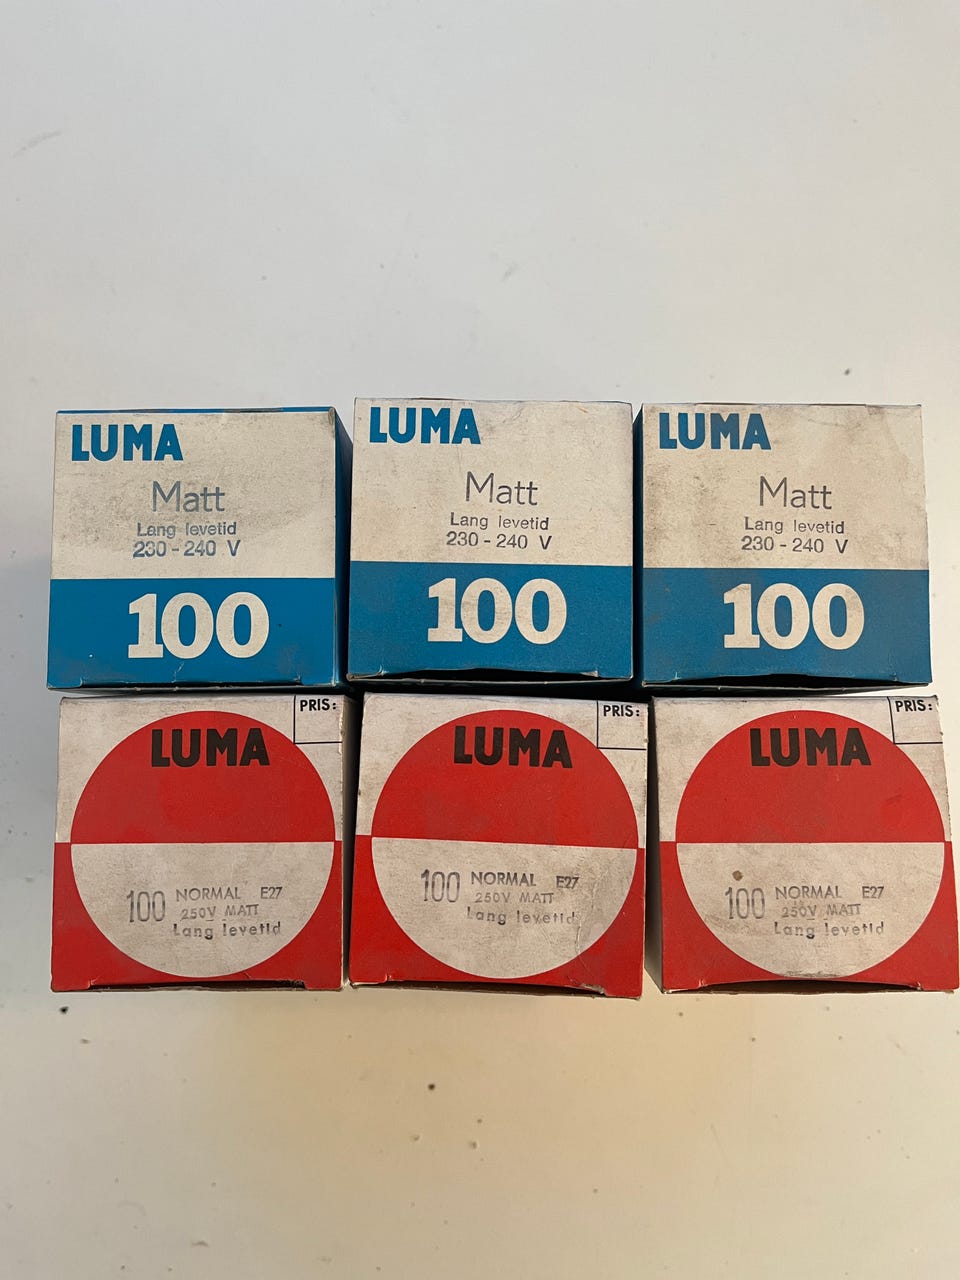 LUMA
Matt
Lang levetid
230 - 240 V
100
LUMA
Matt
Lang levetid
230 - 240 V
100
LUMA
Matt
Lang levetid
230 - 240 V
100
PRIS:
LUMA
100 NORMAL E27
250V MATT
Lang levetid
PRIS:
LUMA
100 NORMAL E27
250V MATT
Lang levetid
PRIS:
LUMA
100 NORMAL E27
250V MATT
Lang levetid